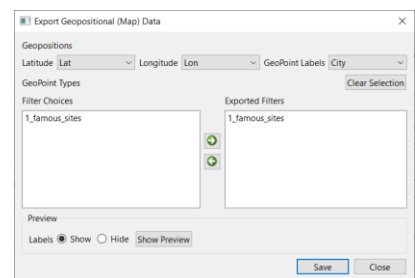 Export Geopositional (Map) Data
Geopositions
Latitude Lat Longitude Lon GeoPoint Labels City
GeoPoint Types Clear Selection
Filter Choices Exported Filters
1_famous_sites 1_famous_sites
Preview
Labels Show Hide Show Preview
Save Close